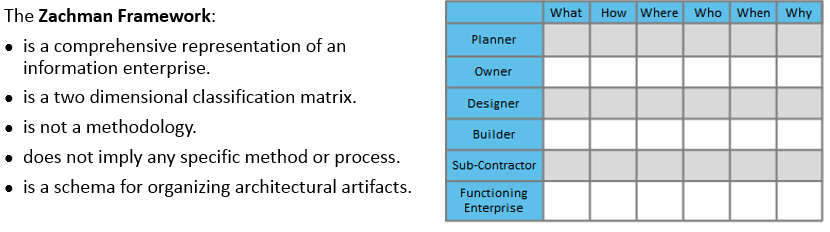 The Zachman Framework:
• is a comprehensive representation of an
information enterprise.
• is a two dimensional classification matrix.
• is not a methodology.
• does not imply any specific method or process.
• is a schema for organizing architectural artifacts.
What How Where Who When Why
Planner
Owner
Designer
Builder
Sub-Contractor
Functioning
Enterprise